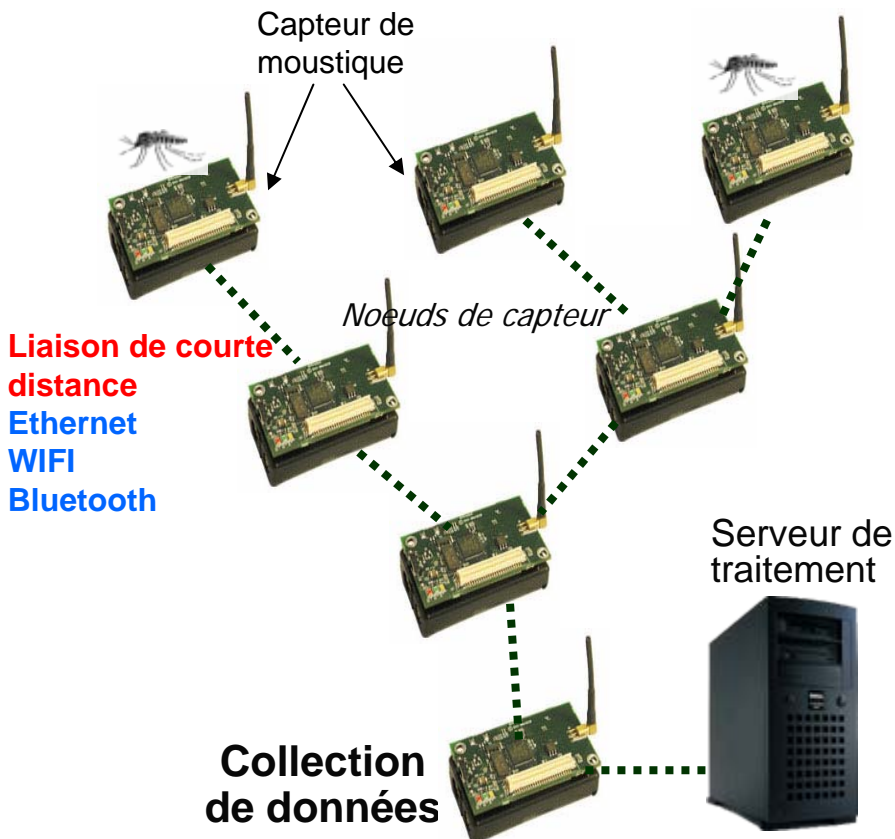 Capteur de
moustique
Noeuds de capteur
Liaison de courte
distance
Ethernet
WIFI
Bluetooth
Serveur de
traitement
Collection
de données